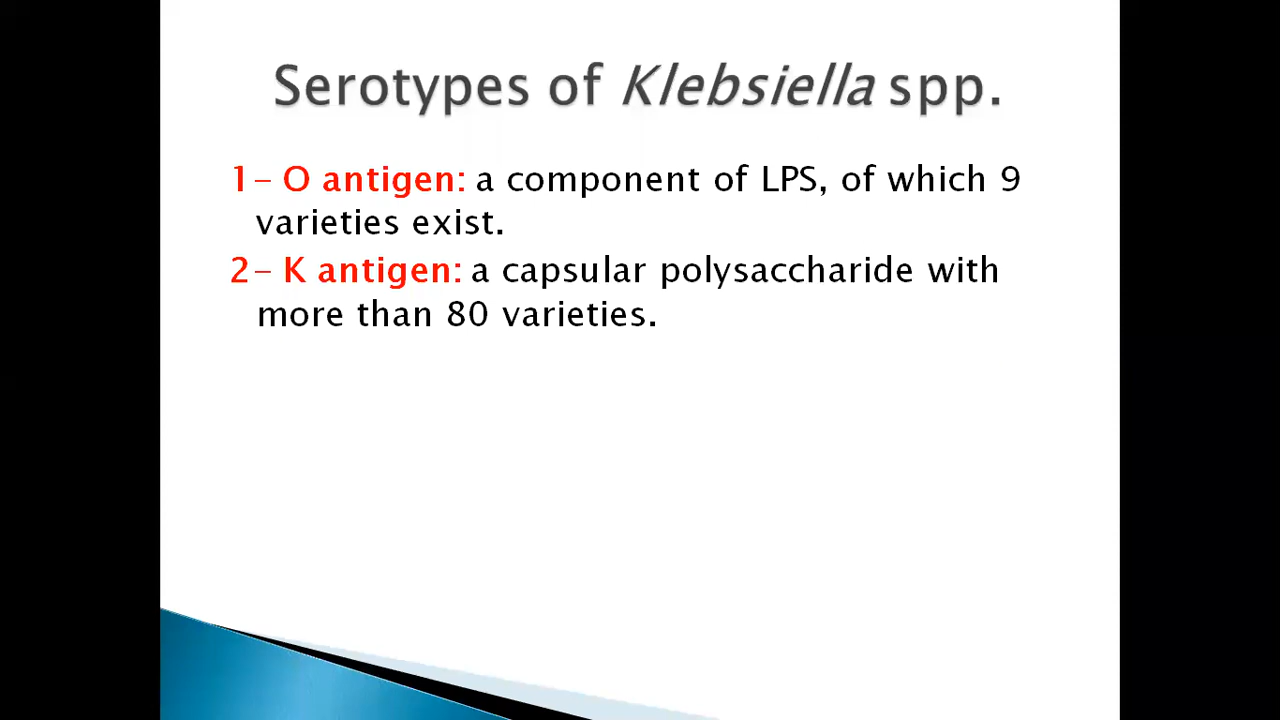 Serotypes of Klebsiella spp.
1– O antigen: a component of LPS, of which 9
varieties exist.
2– K antigen: a capsular polysaccharide with
more than 80 varieties.